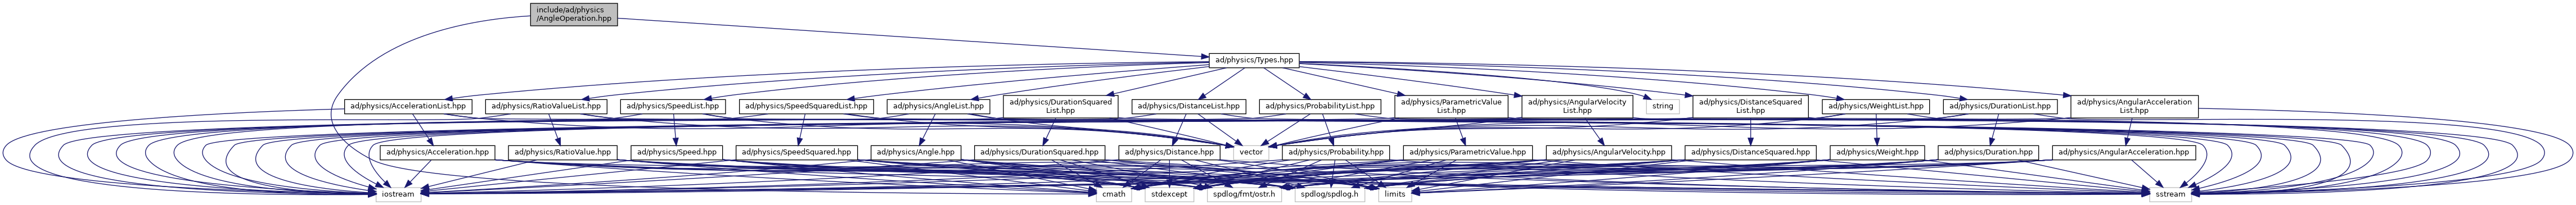 include/ad/physics
/AngleOperation.hpp
ad/physics/Types.hpp
ad/physics/AccelerationList.hpp
ad/physics/RatioValueList.hpp
ad/physics/SpeedList.hpp
ad/physics/SpeedSquaredList.hpp
ad/physics/AngleList.hpp
ad/physics/DurationSquared
List.hpp
ad/physics/DistanceList.hpp
ad/physics/ProbabilityList.hpp
ad/physics/ParametricValue
List.hpp
ad/physics/AngularVelocity
List.hpp
string
ad/physics/DistanceSquared
List.hpp
ad/physics/WeightList.hpp
ad/physics/DurationList.hpp
ad/physics/AngularAcceleration
List.hpp
ad/physics/Acceleration.hpp
ad/physics/RatioValue.hpp
ad/physics/Speed.hpp
ad/physics/SpeedSquared.hpp
ad/physics/Angle.hpp
ad/physics/DurationSquared.hpp
ad/physics/Distance.hpp
vector
ad/physics/Probability.hpp
ad/physics/ParametricValue.hpp
ad/physics/AngularVelocity.hpp
ad/physics/DistanceSquared.hpp
ad/physics/Weight.hpp
ad/physics/Duration.hpp
ad/physics/AngularAcceleration.hpp
iostream
cmath
stdexcept
spdlog/fmt/ostr.h
spdlog/spdlog.h
limits
sstream